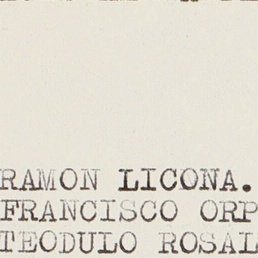 RAMON LICONA.
FRANCISCO ORP
TEODULO ROSAL